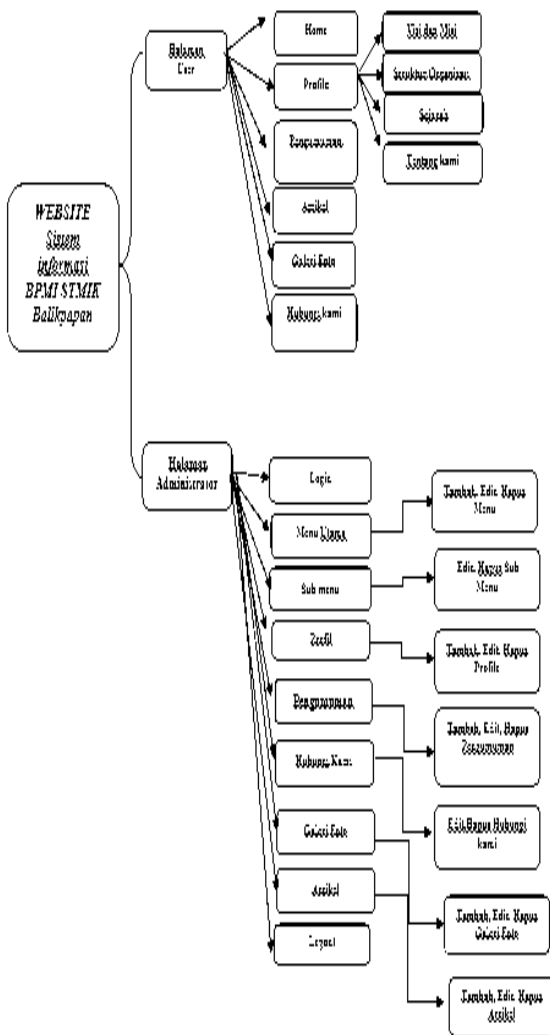 WEBSITE
Sistem
informasi
BPMI STMIK
Balikpapan
Halaman
User
Home
Profile
Pengumuman
Artikel
Galeri Foto
Hubungi kami
Visi dan Misi
Struktur Organisasi
Sejarah
Tentang kami
Halaman
Administrator
Login
Menu Utama
Sub menu
Profil
Pengumuman
Hubungi Kami
Galeri Foto
Artikel
Logout
Tambah, Edit, Hapus
Menu
Edit, Hapus Sub
Menu
Tambah, Edit, Hapus
Profile
Tambah, Edit, Hapus
Pengumuman
Edit,Hapus Hubungi
kami
Tambah, Edit, Hapus
Galeri Foto
Tambah, Edit, Hapus
Artikel